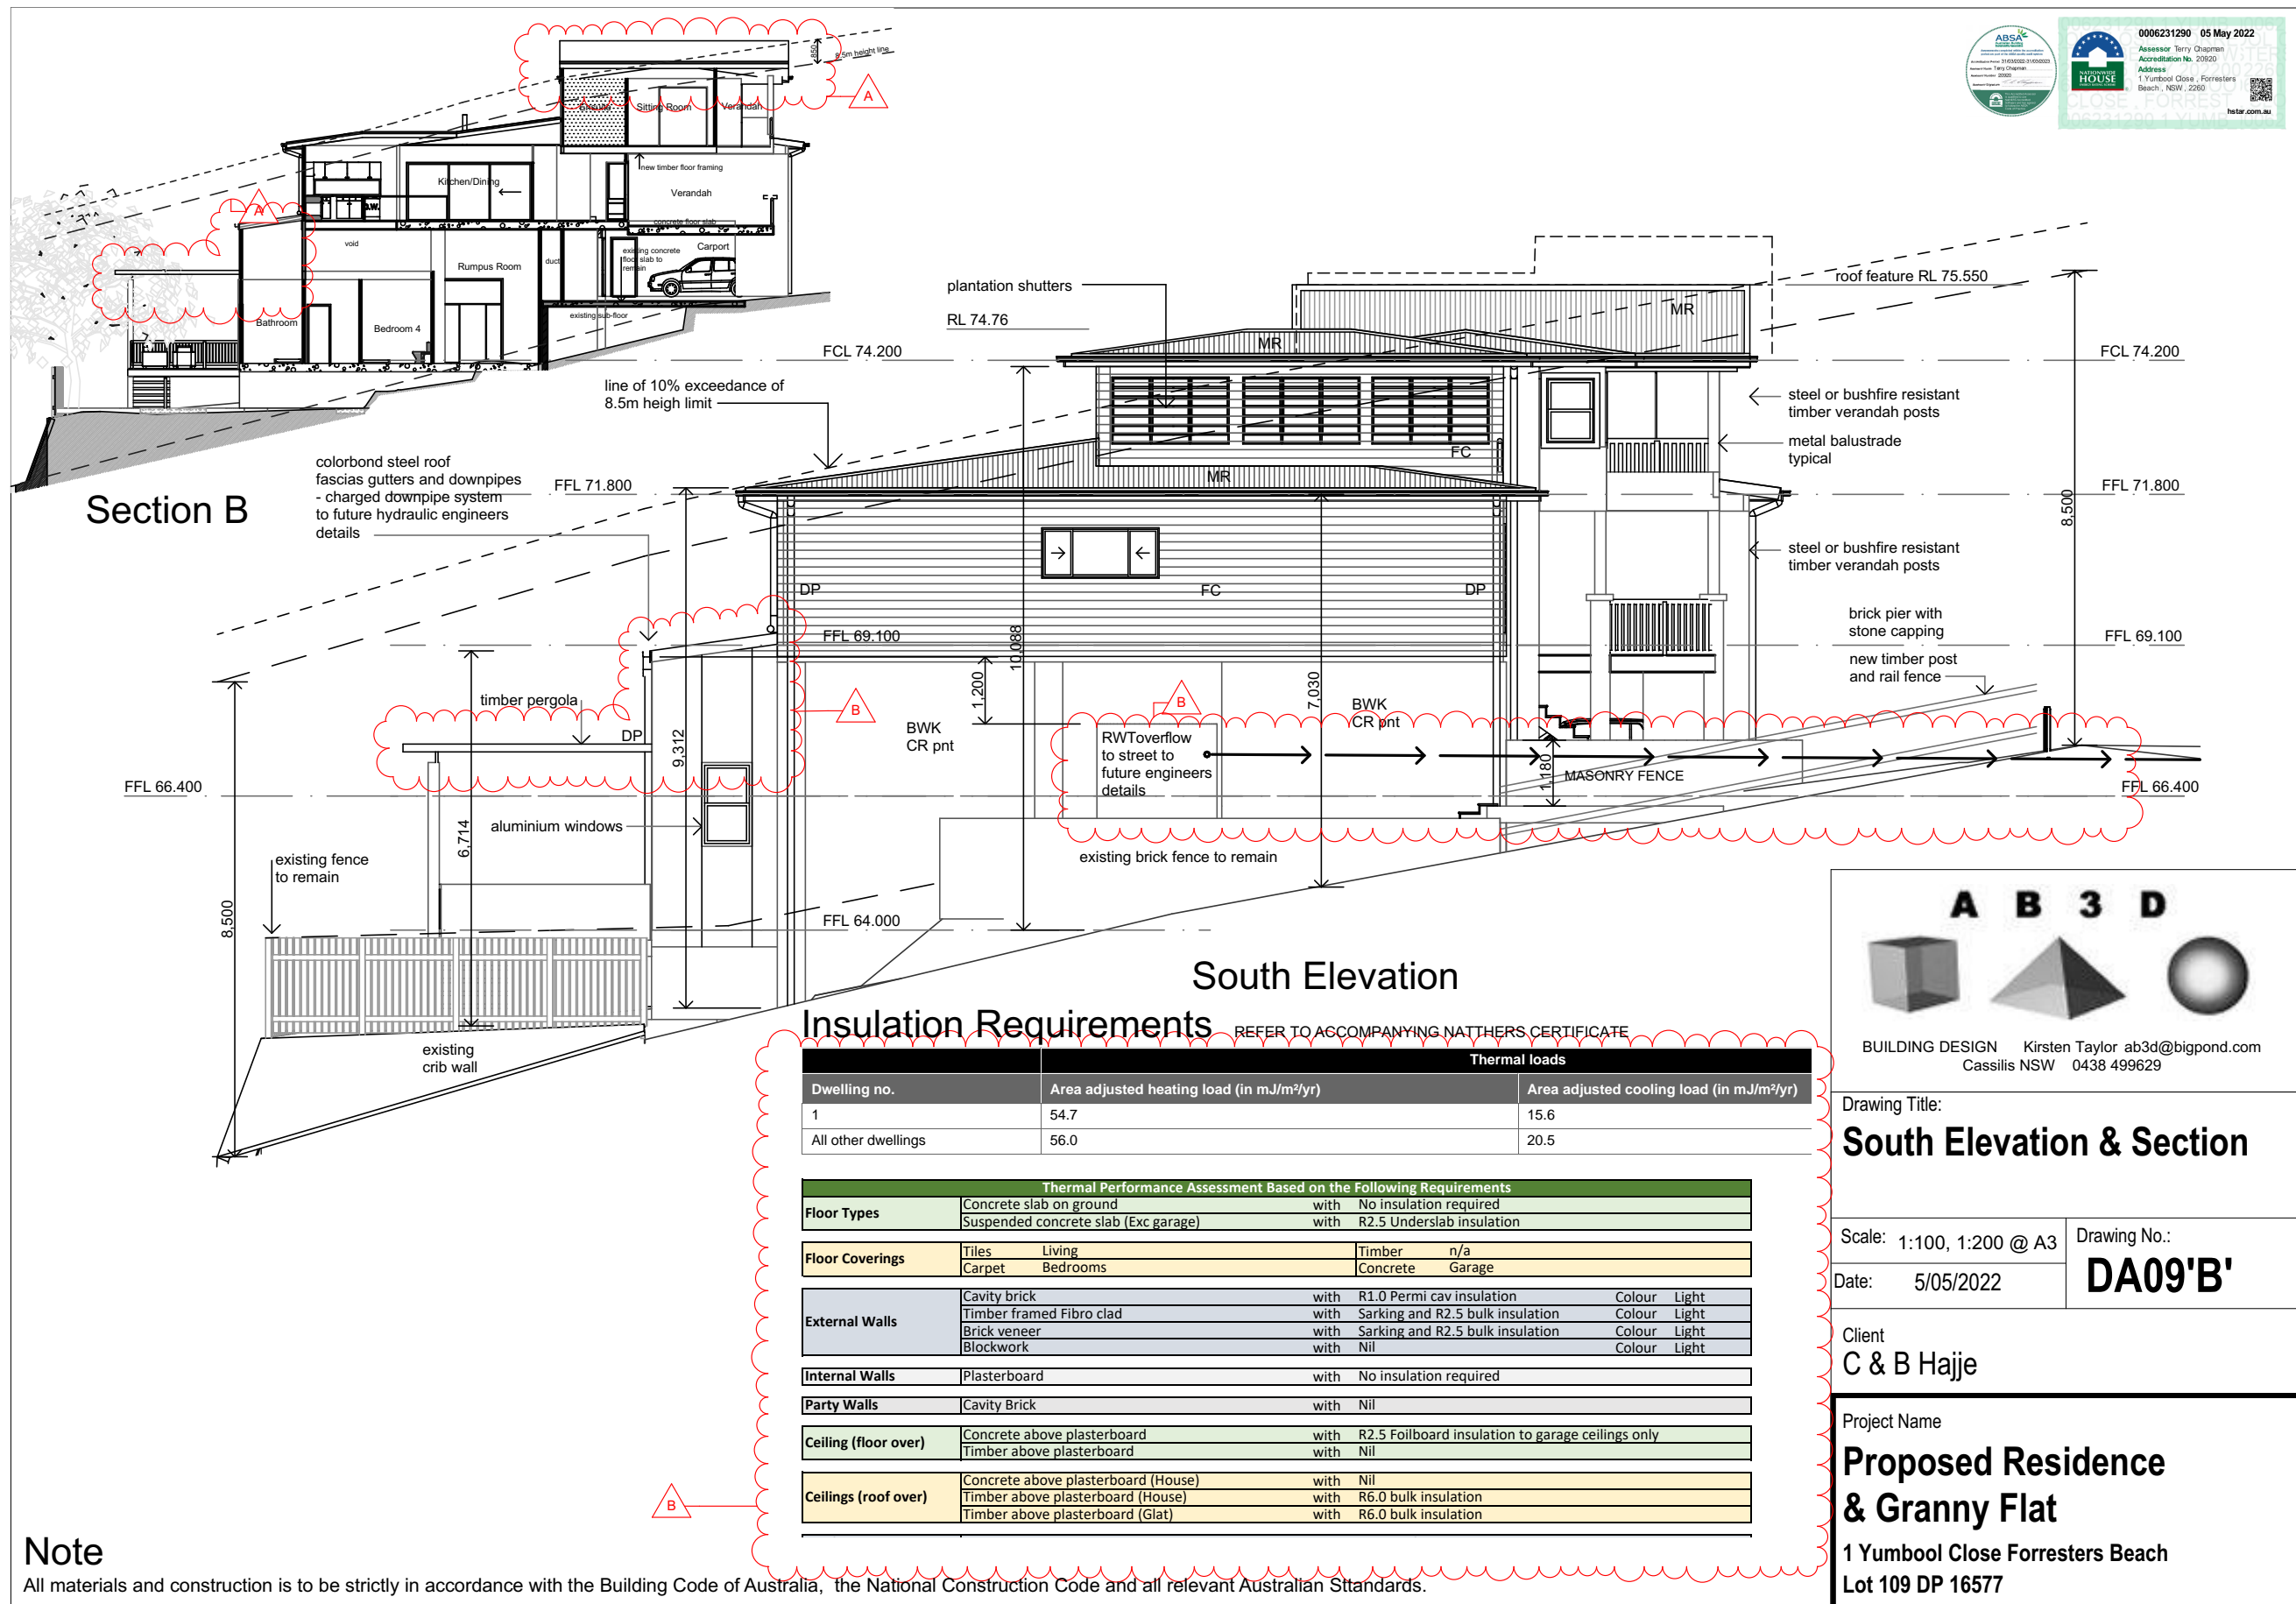 850
8.5m height line
A
Ensuite
Sitting Room
Verandah
new timber floor framing
Kitchen/Dining
Verandah
D.W.
A
concrete floor slab
void
existing concrete
floor slab to
remain
Carport
Rumpus Room
duct
existing sub-floor
Bathroom
Bedroom 4
Section B
ABSA
Terry Chapman
20920
0006231290 05 May 2022
Assessor Terry Chapman
Accreditation No. 20920
Address
1 Yumbool Close , Forresters
Beach , NSW , 2260
NATIONWIDE
HOUSE
hstar.com.au
plantation shutters
RL 74.76
roof feature RL 75.550
MR
MR
FCL 74.200
FCL 74.200
line of 10% exceedance of
8.5m heigh limit
steel or bushfire resistant
timber verandah posts
metal balustrade
typical
FC
MR
colorbond steel roof
fascias gutters and downpipes
- charged downpipe system
to future hydraulic engineers
details
FFL 71.800
FFL 71.800
8,500
steel or bushfire resistant
timber verandah posts
DP
FC
DP
brick pier with
stone capping
FFL 69.100
10,088
FFL 69.100
new timber post
and rail fence
1,200
7,030
timber pergola
B
B
DP
9,312
BWK
CR pnt
BWK
CR pnt
RWToverflow
to street to
future engineers
details
1,180
MASONRY FENCE
FFL 66.400
FFL 66.400
6,714
aluminium windows
existing fence
to remain
existing brick fence to remain
8,500
FFL 64.000
South Elevation
existing
crib wall
Insulation Requirements REFER TO ACCOMPANYING NATTHERS CERTIFICATE
Thermal loads
Dwelling no. Area adjusted heating load (in mJ/m²/yr) Area adjusted cooling load (in mJ/m²/yr)
1 54.7 15.6
All other dwellings 56.0 20.5
Thermal Performance Assessment Based on the Following Requirements
Floor Types Concrete slab on ground with No insulation required
Suspended concrete slab (Exc garage) with R2.5 Underslab insulation
Floor Coverings Tiles Living Timber n/a
Carpet Bedrooms Concrete Garage
External Walls Cavity brick with R1.0 Permi cav insulation Colour Light
Timber framed Fibro clad with Sarking and R2.5 bulk insulation Colour Light
Brick veneer with Sarking and R2.5 bulk insulation Colour Light
Blockwork with Nil Colour Light
Internal Walls Plasterboard with No insulation required
Party Walls Cavity Brick with Nil
Ceiling (floor over) Concrete above plasterboard with R2.5 Foilboard insulation to garage ceilings only
Timber above plasterboard with Nil
Ceilings (roof over) Concrete above plasterboard (House) with Nil
Timber above plasterboard (House) with R6.0 bulk insulation
Timber above plasterboard (Glat) with R6.0 bulk insulation
B
Note
All materials and construction is to be strictly in accordance with the Building Code of Australia, the National Construction Code and all relevant Australian Sttandards.
A B 3 D
BUILDING DESIGN Kirsten Taylor ab3d@bigpond.com
Cassilis NSW 0438 499629
Drawing Title:
South Elevation & Section
Scale: 1:100, 1:200 @ A3
Drawing No.:
DA09'B'
Date: 5/05/2022
Client
C & B Hajje
Project Name
Proposed Residence
& Granny Flat
1 Yumbool Close Forresters Beach
Lot 109 DP 16577